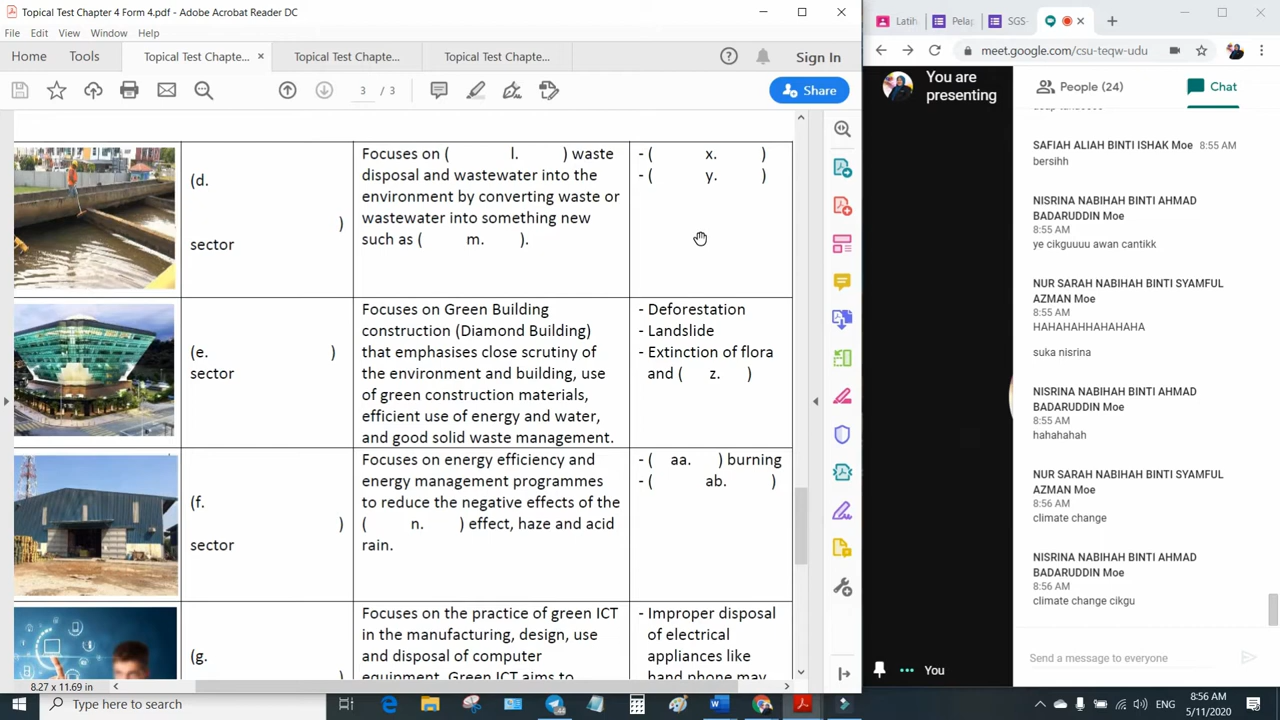 Topical Test Chapter 4 Form 4.pdf - Adobe Acrobat Reader DC
File Edit View Window Help
Home Tools Topical Test Chapte... × Topical Test Chapte... Topical Test Chapte... Sign In
3 / 3 Share
(d.
)
sector
Focuses on ( l. ) waste
disposal and wastewater into the
environment by converting waste or
wastewater into something new
such as ( m. ).
- ( x. )
- ( y. )
(e. )
sector
Focuses on Green Building
construction (Diamond Building)
that emphasises close scrutiny of
the environment and building, use
of green construction materials,
efficient use of energy and water,
and good solid waste management.
- Deforestation
- Landslide
- Extinction of flora
and ( z. )
(f.
)
sector
Focuses on energy efficiency and
energy management programmes
to reduce the negative effects of the
( n. ) effect, haze and acid
rain.
- ( aa. ) burning
- ( ab. )
(g.
)
Focuses on the practice of green ICT
in the manufacturing, design, use
and disposal of computer
equipment. Green ICT aims to
- Improper disposal
of electrical
appliances like
hand phone may
8.27 x 11.69 in
Latih Pelap SGS-
meet.google.com/csu-teqw-udu
You are
presenting
People (24) Chat
SAFIAH ALIAH BINTI ISHAK Moe 8:55 AM
bersihh
NISRINA NABIHAH BINTI AHMAD
BADARUDDIN Moe
8:55 AM
ye cikguuuu awan cantikk
NUR SARAH NABIHAH BINTI SYAMFUL
AZMAN Moe
8:55 AM
HAHAHAHHAHAHAHA
suka nisrina
NISRINA NABIHAH BINTI AHMAD
BADARUDDIN Moe
8:55 AM
hahahahah
NUR SARAH NABIHAH BINTI SYAMFUL
AZMAN Moe
8:56 AM
climate change
NISRINA NABIHAH BINTI AHMAD
BADARUDDIN Moe
8:56 AM
climate change cikgu
Send a message to everyone
You
Type here to search
ENG
8:56 AM
5/11/2020